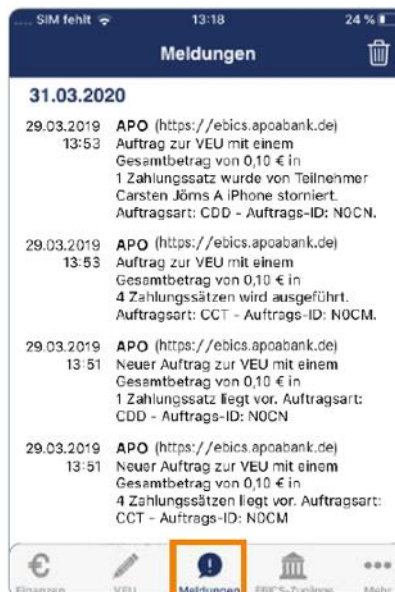 .... SIM fehlt 13:18 24 %
Meldungen
31.03.2020
29.03.2019 APO (https://ebics.apoabank.de)
13:53 Auftrag zur VEU mit einem
Gesamtbetrag von 0,10 € in
1 Zahlungssatz wurde von Teilnehmer
Carsten Jörns A iPhone storniert.
Auftragsart: CDD - Auftrags-ID: N0CN.
29.03.2019 APO (https://ebics.apoabank.de)
13:53 Auftrag zur VEU mit einem
Gesamtbetrag von 0,10 € in
4 Zahlungssätzen wird ausgeführt.
Auftragsart: CCT - Auftrags-ID: N0CM.
29.03.2019 APO (https://ebics.apoabank.de)
13:51 Neuer Auftrag zur VEU mit einem
Gesamtbetrag von 0,10 € in
1 Zahlungssatz liegt vor. Auftragsart:
CDD - Auftrags-ID: N0CN
29.03.2019 APO (https://ebics.apoabank.de)
13:51 Neuer Auftrag zur VEU mit einem
Gesamtbetrag von 0,10 € in
4 Zahlungssätzen liegt vor. Auftragsart:
CCT - Auftrags-ID: N0CM
Finanzen VEU Meldungen EBICS-Zugänge Mehr